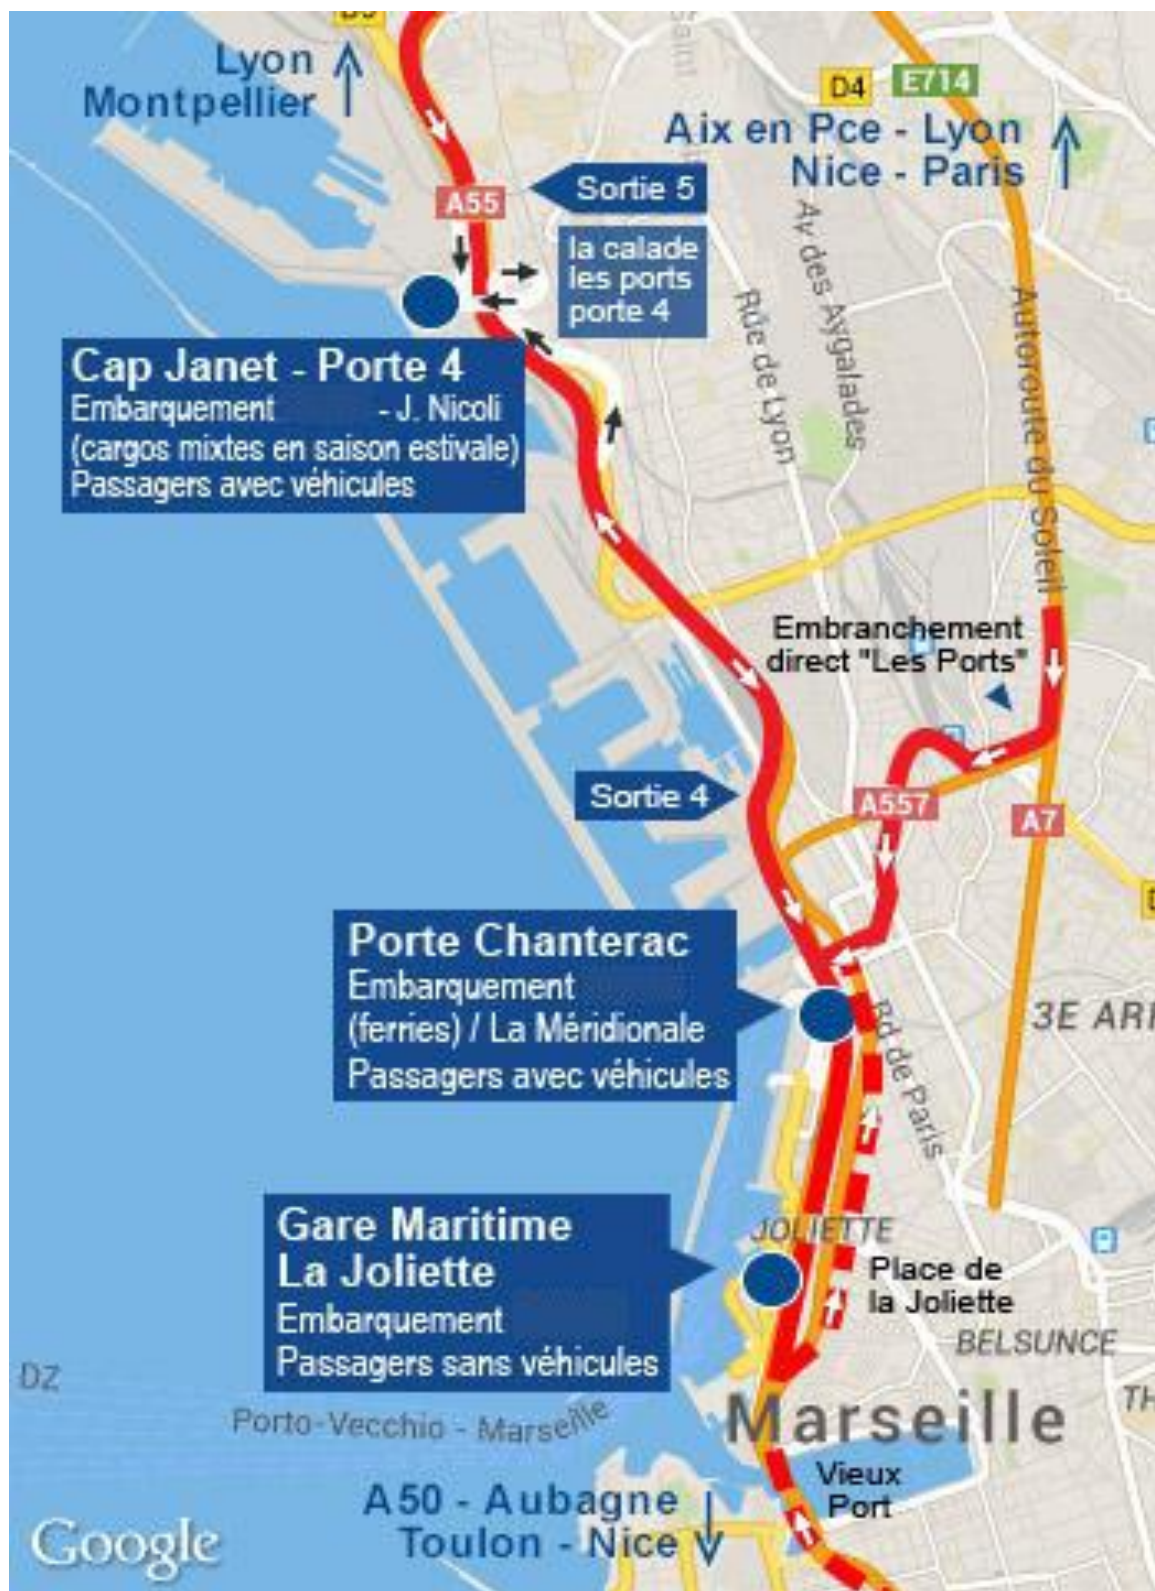 D5
Lyon
Montpellier
Saint
D4
E714
Aix en Pce - Lyon
Nice - Paris
Sortie 5
A55
la calade
les ports
porte 4
Av des Aygalades
Rue de Lyon
Autoroute du Soleil
Cap Janet - Porte 4
Embarquement - J. Nicoli
(cargos mixtes en saison estivale)
Passagers avec véhicules
Embranchement
direct "Les Ports"
Sortie 4
A557
A7
D
Porte Chanterac
Embarquement
(ferries) / La Méridionale
Passagers avec véhicules
3E ARR
Bd de Paris
Gare Maritime
La Joliette
Embarquement
Passagers sans véhicules
JOLIETTE
Place de
la Joliette
BELSUNCE
DZ
TH
Porto-Vecchio - Marseille
Marseille
Vieux
Port
A50 - Aubagne
Toulon - Nice
Google